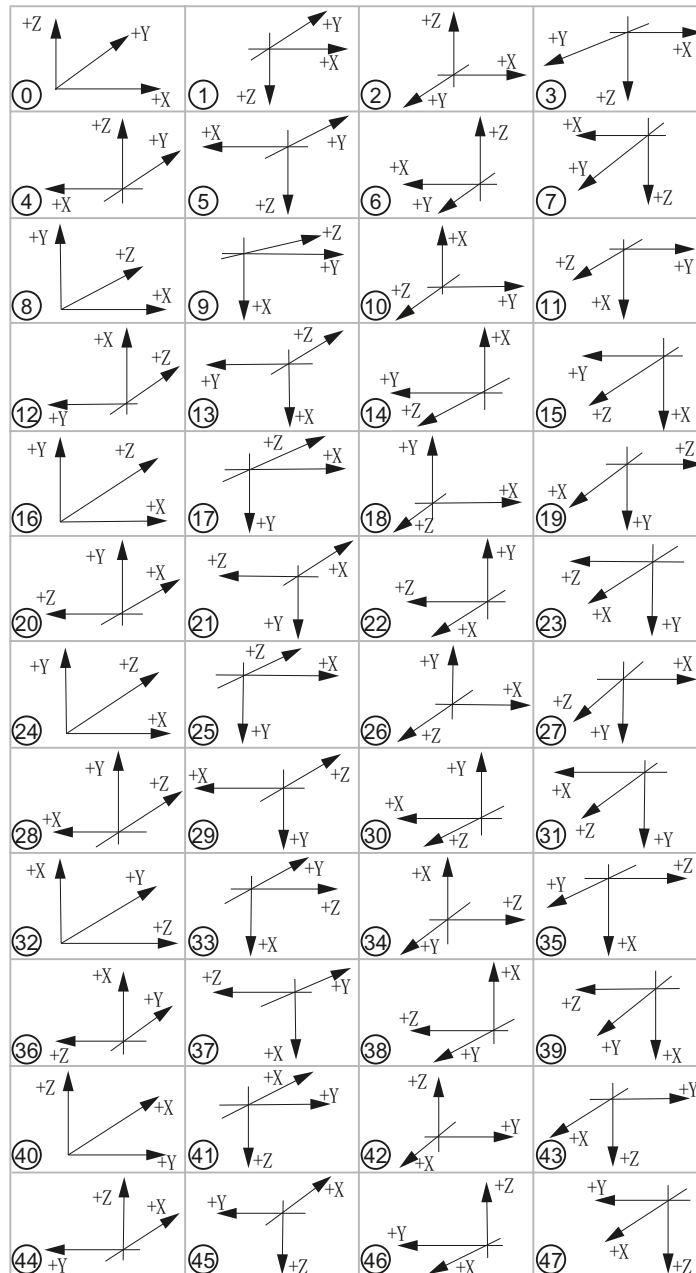 +Z +Y +X 0
+Y +X +Z 1
+Z +X +Y 2
+Y +X +Z 3
+Z +Y +X 4
+X +Y +Z 5
+Z +X +Y 6
+X +Y +Z 7
+Y +Z +X 8
+Z +Y +X 9
+X +Z +Y 10
+Z +Y +X 11
+X +Z +Y 12
+Z +Y +X 13
+X +Y +Z 14
+Y +Z +X 15
+Y +Z +X 16
+Z +X +Y 17
+Y +X +Z 18
+Z +X +Y 19
+Y +X +Z 20
+Z +X +Y 21
+Y +Z +X 22
+Z +X +Y 23
+Y +Z +X 24
+Z +X +Y 25
+Y +X +Z 26
+X +Z +Y 27
+Y +Z +X 28
+X +Z +Y 29
+Y +X +Z 30
+X +Z +Y 31
+X +Y +Z 32
+Y +Z +X 33
+X +Z +Y 34
+Y +Z +X 35
+X +Y +Z 36
+Z +Y +X 37
+X +Z +Y 38
+Z +Y +X 39
+Z +X +Y 40
+X +Y +Z 41
+Z +Y +X 42
+Y +X +Z 43
+Z +X +Y 44
+Y +X +Z 45
+Z +Y +X 46
+Y +X +Z 47